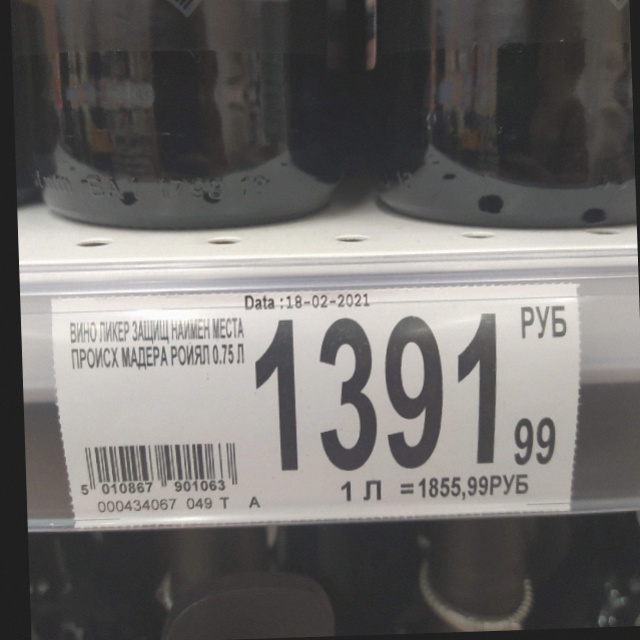 Data :18-02-2021
ВИНО ЛИКЕР ЗАЩИЩ НАИМЕН МЕСТА
ПРОИСХ МАДЕРА РОИЯЛ 0.75 Л
1391 99 РУБ
5 010867 901063
1 Л =1855,99РУБ
000434067 049 Т А